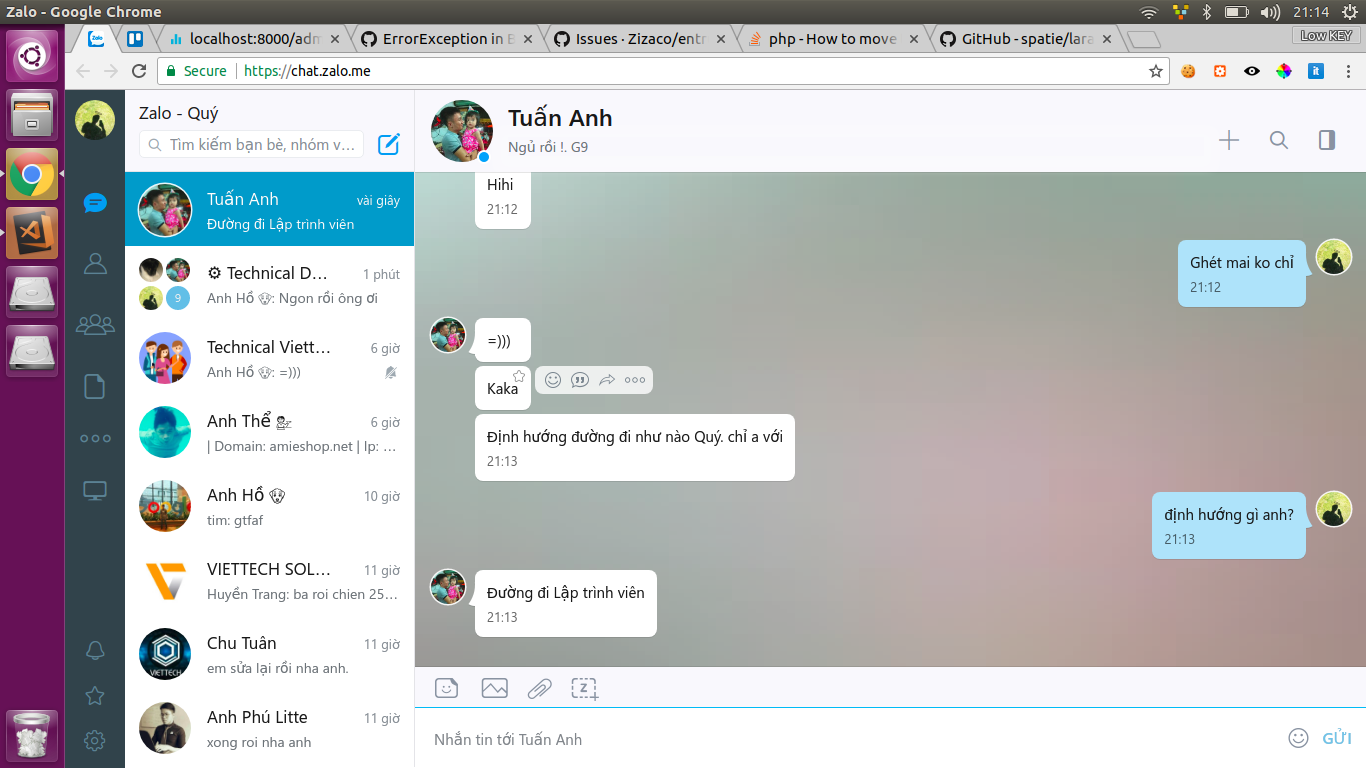 Zalo - Google Chrome
21:14
Zalo
localhost:8000/adm
ErrorException in B
Issues · Zizaco/entr
php - How to move
GitHub - spatie/lara
Low KEY
Secure
https://chat.zalo.me
it
Zalo - Quý
Tìm kiếm bạn bè, nhóm v...
Tuấn Anh
vài giây
Đường đi Lập trình viên
Technical D...
1 phút
9
Anh Hồ: Ngon rồi ông ơi
Technical Viett...
6 giờ
Anh Hồ: =)))
Anh Thể
6 giờ
| Domain: amieshop.net | Ip: ...
Anh Hồ
10 giờ
tim: gtfaf
VIETTECH SOL...
11 giờ
Huyền Trang: ba roi chien 25...
Chu Tuân
11 giờ
VIETTECH
em sửa lại rồi nha anh.
Anh Phú Litte
11 giờ
xong roi nha anh
Tuấn Anh
Ngủ rồi !. G9
Hihi
21:12
Ghét mai ko chỉ
21:12
=)))
Kaka
Định hướng đường đi như nào Quý. chỉ a với
21:13
định hướng gì anh?
21:13
Đường đi Lập trình viên
21:13
Z
Nhắn tin tới Tuấn Anh
GỬI